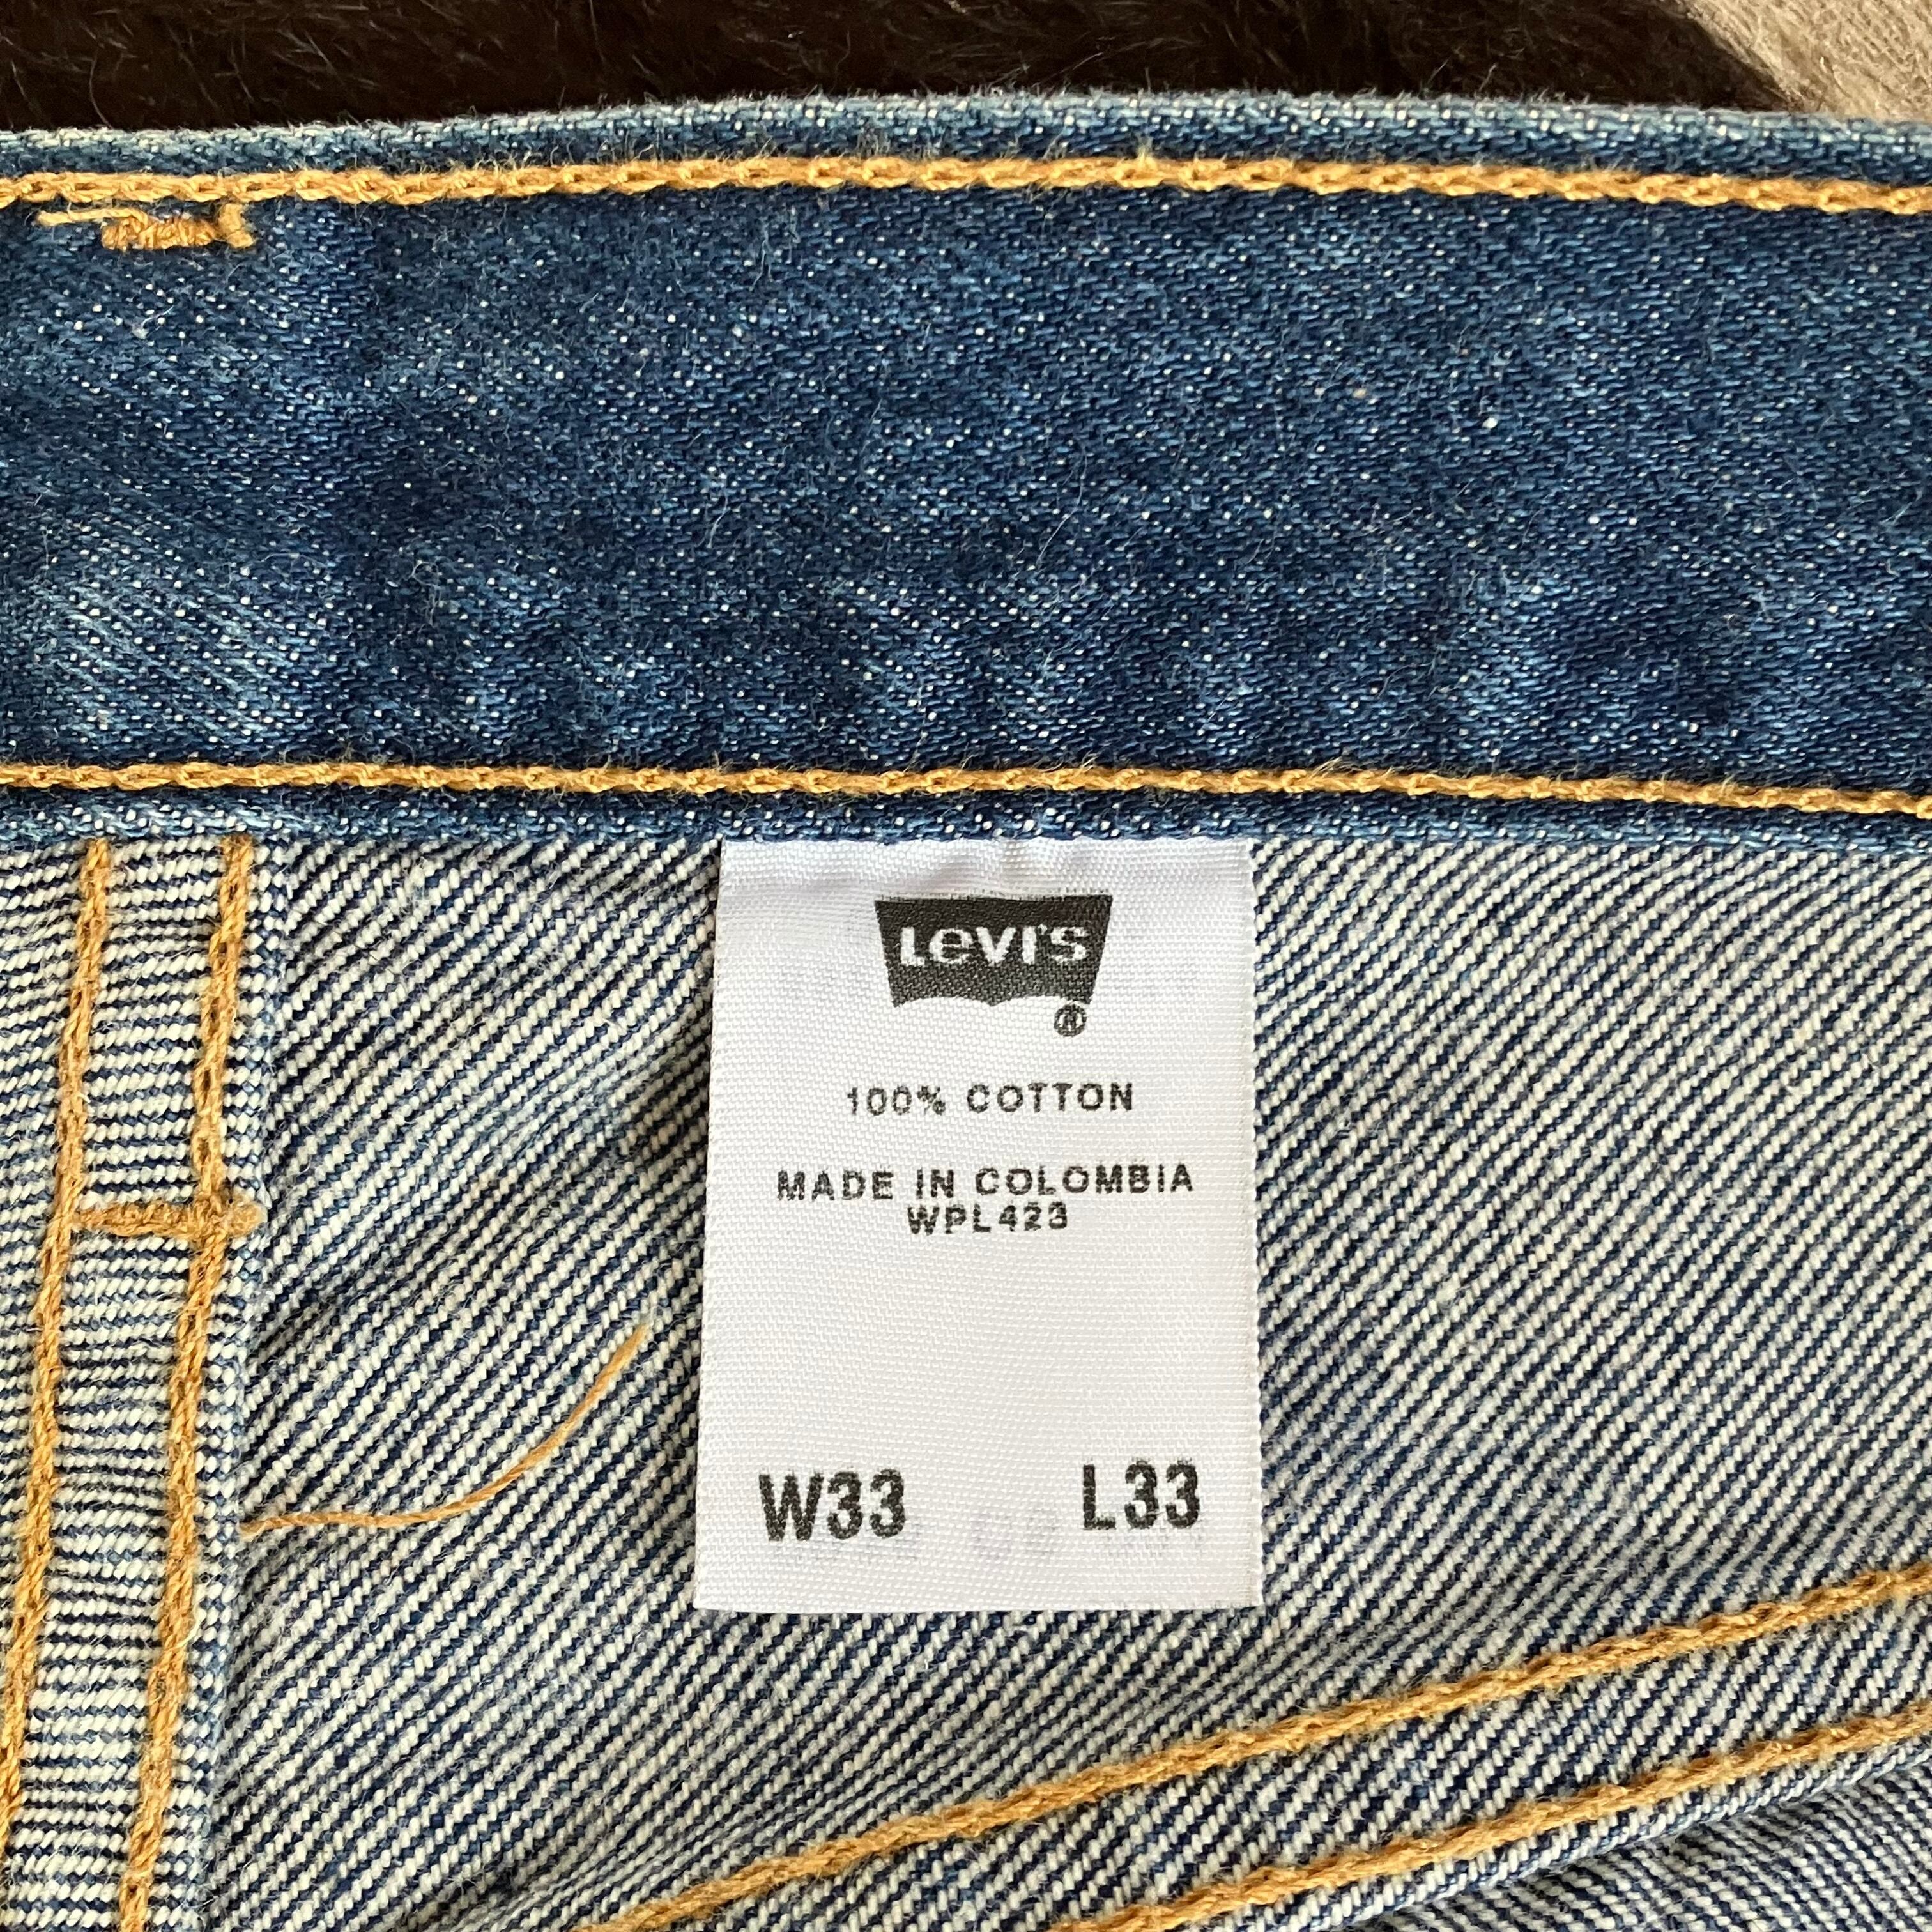 Levi's
®
100% COTTON
MADE IN COLOMBIA
WPL423
W33 L33